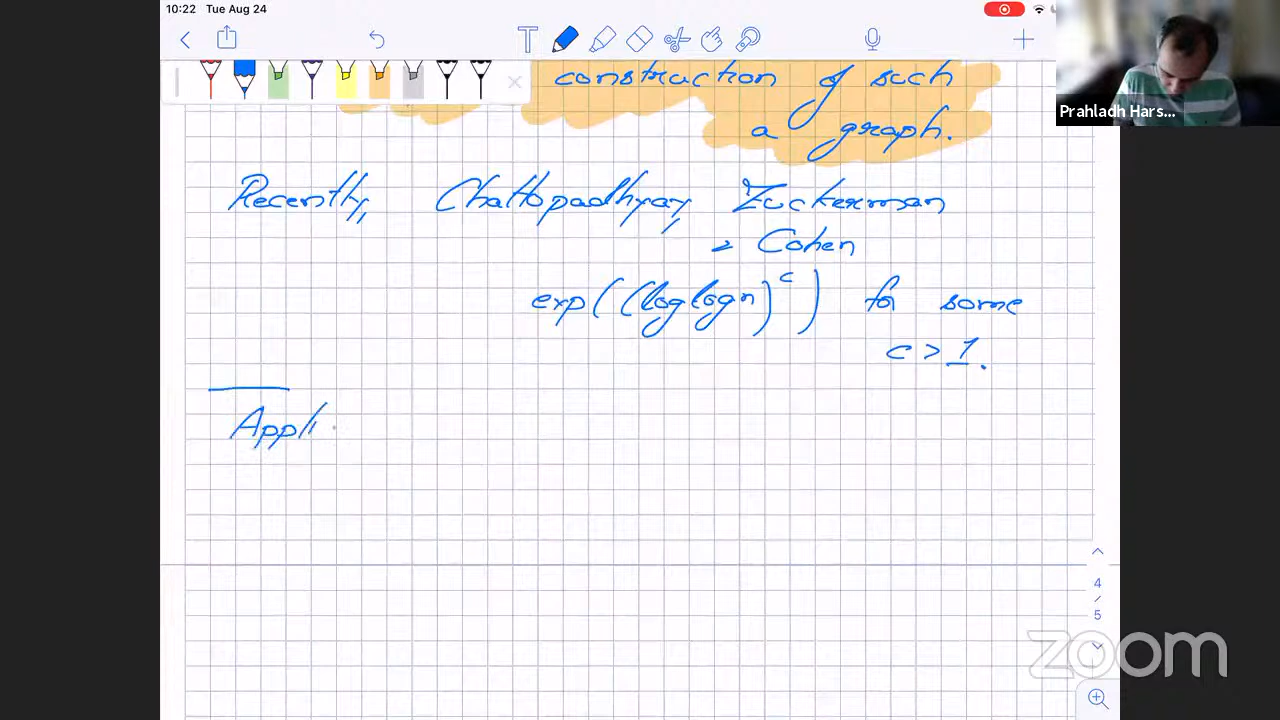 10:22 Tue Aug 24
construction of such
a graph.
Prahladh Hars...
Recently, Chattopadhyay, Zuckerman
, Cohen
exp((loglogn)^c) for some
c > 1.
Appli
4
/
5
zoom